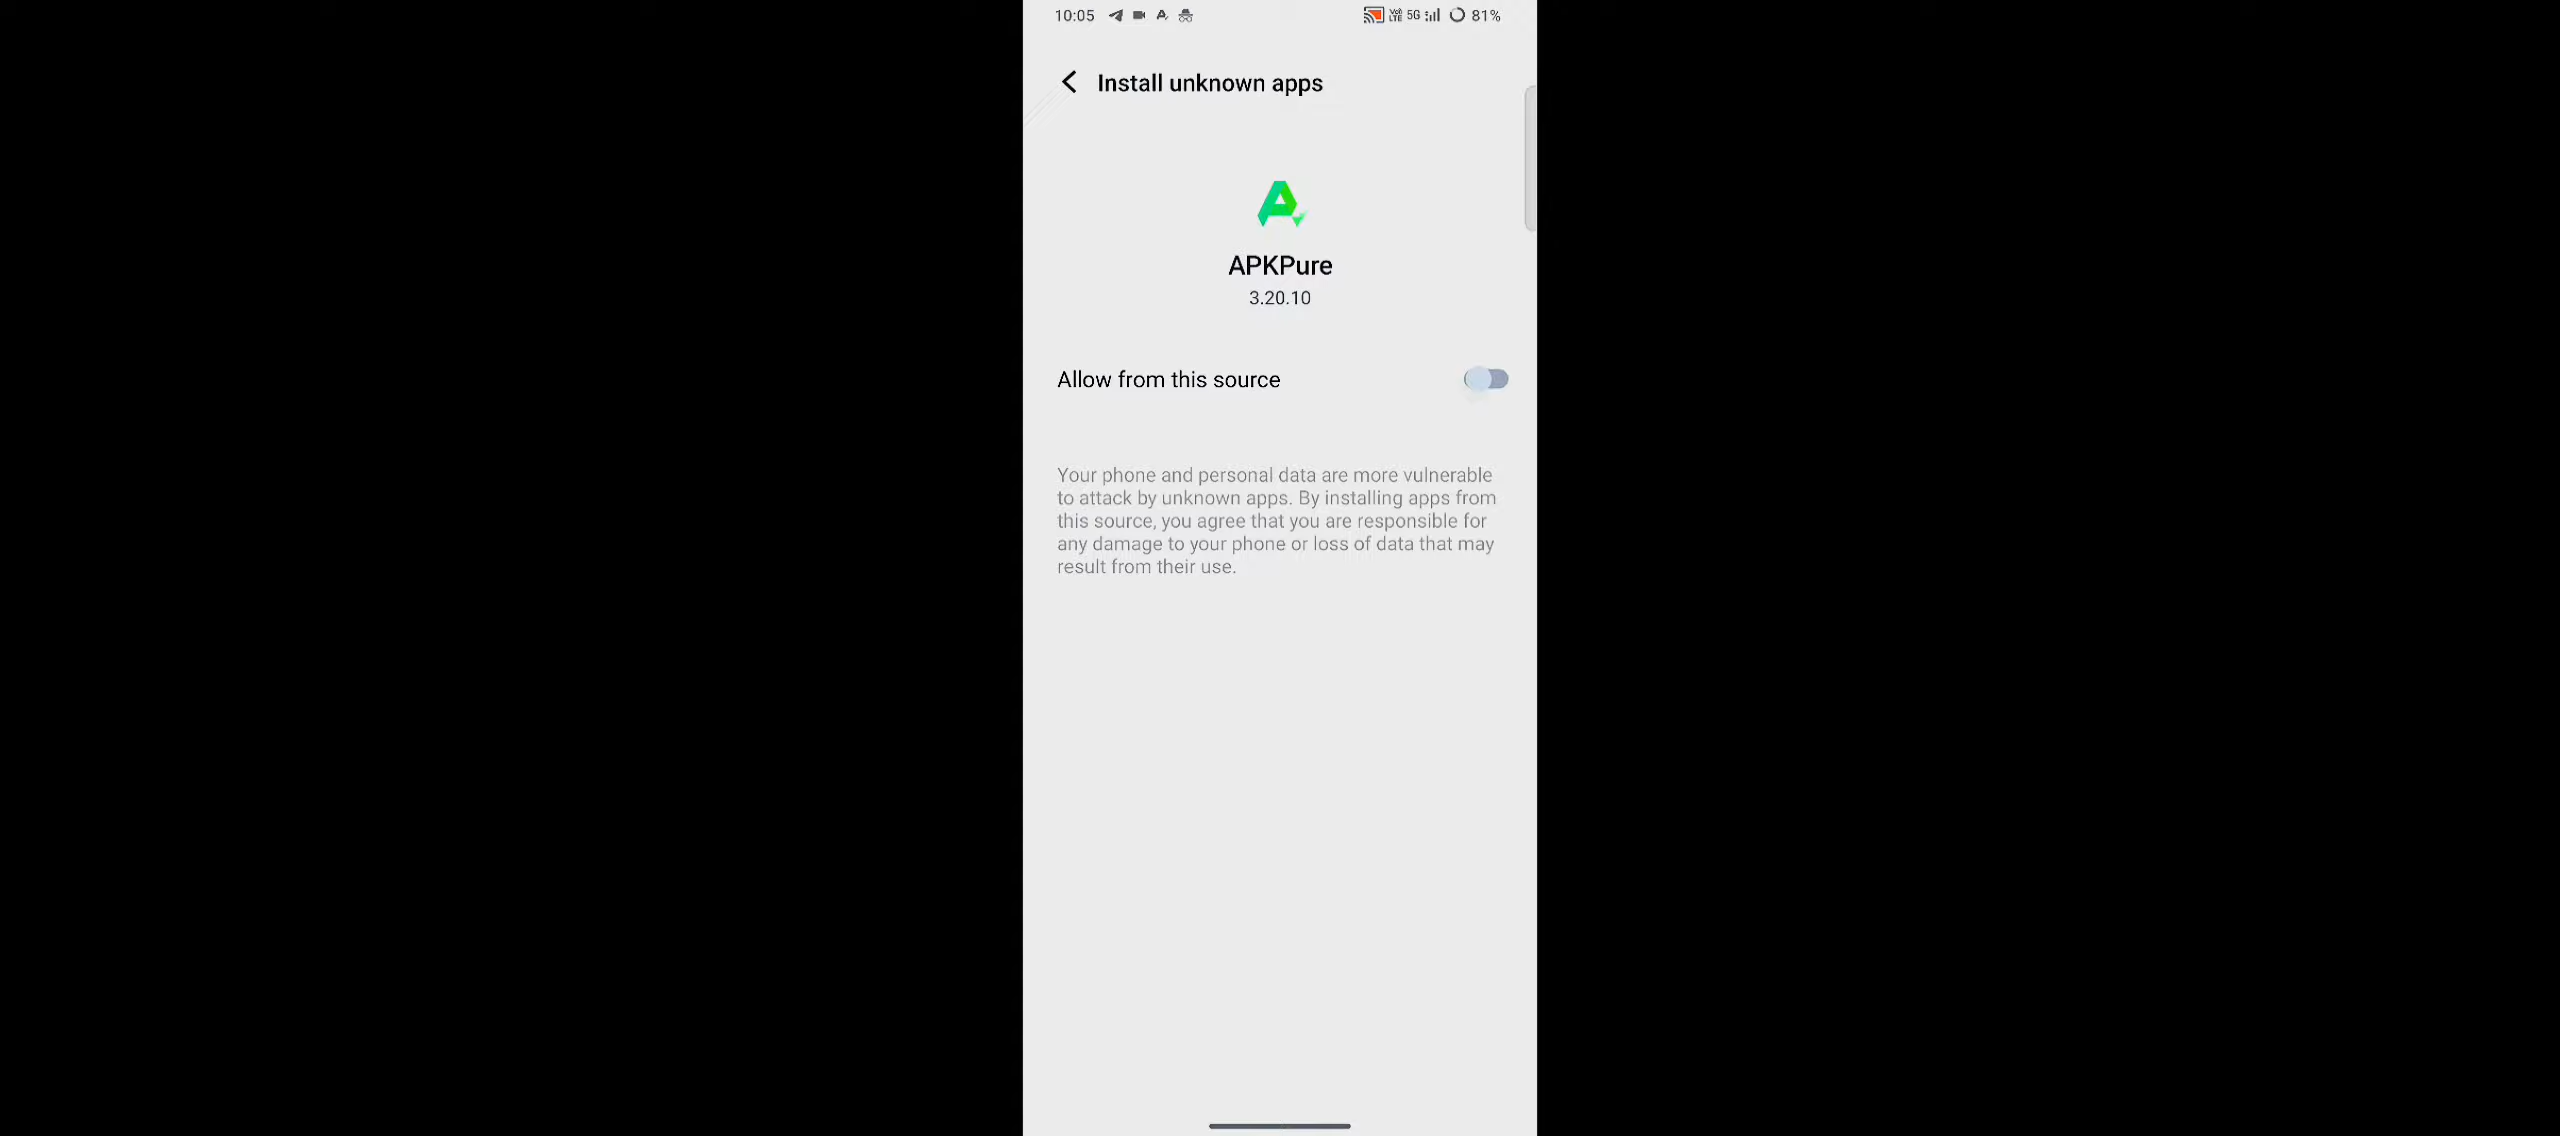 10:05 5G 81%
Install unknown apps
APKPure
3.20.10
Allow from this source
Your phone and personal data are more vulnerable
to attack by unknown apps. By installing apps from
this source, you agree that you are responsible for
any damage to your phone or loss of data that may
result from their use.